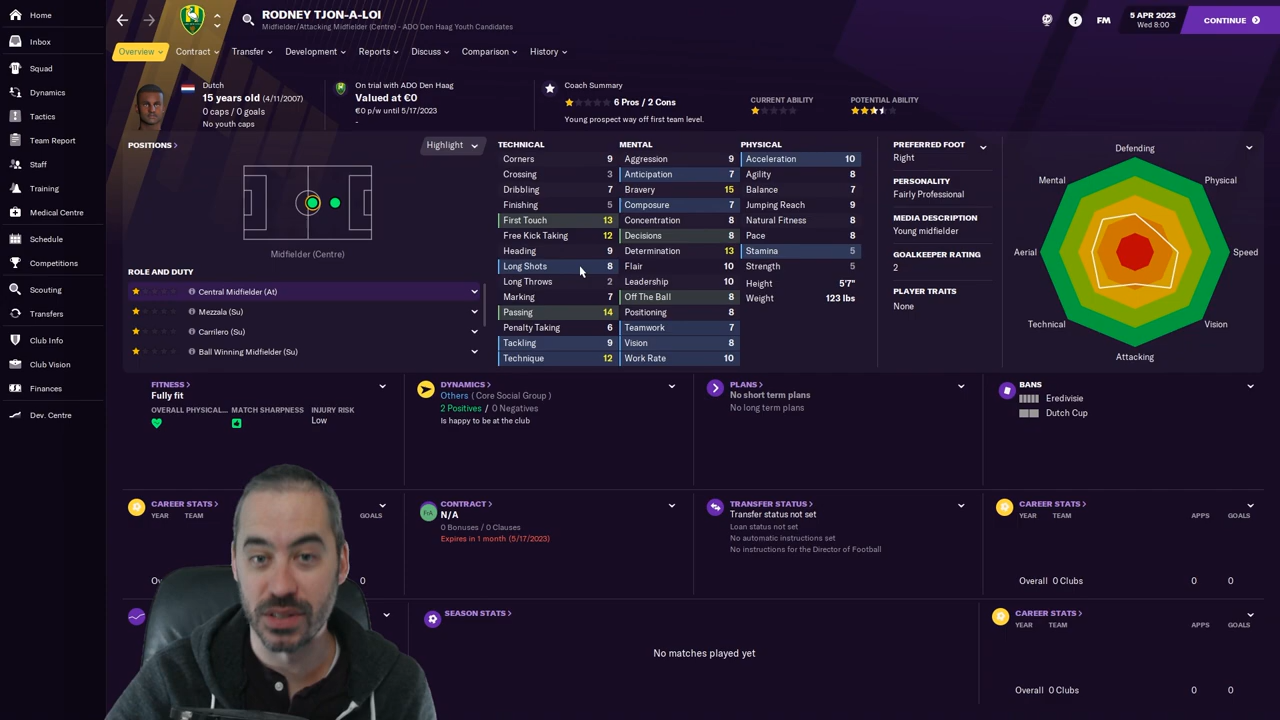 Home
Inbox
Squad
Dynamics
Tactics
Team Report
Staff
Training
Medical Centre
Schedule
Competitions
Scouting
Transfers
Club Info
Club Vision
Finances
Dev. Centre
RODNEY TJON-A-LOI
Midfielder/Attacking Midfielder (Centre) - ADO Den Haag Youth Candidates
FM
5 APR 2023
Wed 8:00
CONTINUE
Overview
Contract
Transfer
Development
Reports
Discuss
Comparison
History
Dutch
15 years old (4/11/2007)
0 caps / 0 goals
No youth caps
On trial with ADO Den Haag
Valued at €0
€0 p/w until 5/17/2023
-
Coach Summary
6 Pros / 2 Cons
Young prospect way off first team level.
CURRENT ABILITY
POTENTIAL ABILITY
POSITIONS
Highlight
Midfielder (Centre)
ROLE AND DUTY
Central Midfielder (At)
Mezzala (Su)
Carrilero (Su)
Ball Winning Midfielder (Su)
TECHNICAL
Corners 9
Crossing 3
Dribbling 7
Finishing 5
First Touch 13
Free Kick Taking 12
Heading 9
Long Shots 8
Long Throws 2
Marking 7
Passing 14
Penalty Taking 6
Tackling 9
Technique 12
MENTAL
Aggression 9
Anticipation 7
Bravery 15
Composure 7
Concentration 8
Decisions 8
Determination 13
Flair 10
Leadership 10
Off The Ball 8
Positioning 8
Teamwork 7
Vision 8
Work Rate 10
PHYSICAL
Acceleration 10
Agility 8
Balance 7
Jumping Reach 9
Natural Fitness 8
Pace 8
Stamina 5
Strength 5
Height 5'7"
Weight 123 lbs
PREFERRED FOOT
Right
PERSONALITY
Fairly Professional
MEDIA DESCRIPTION
Young midfielder
GOALKEEPER RATING
2
PLAYER TRAITS
None
Defending
Mental
Physical
Aerial
Speed
Technical
Vision
Attacking
FITNESS
Fully fit
OVERALL PHYSICAL... MATCH SHARPNESS INJURY RISK
Low
DYNAMICS
Others ( Core Social Group )
2 Positives / 0 Negatives
Is happy to be at the club
PLANS
No short term plans
No long term plans
BANS
Eredivisie
Dutch Cup
CAREER STATS
YEAR TEAM GOALS
0
CONTRACT
FrA
N/A
0 Bonuses / 0 Clauses
Expires in 1 month (5/17/2023)
TRANSFER STATUS
Transfer status not set
Loan status not set
No automatic instructions set
No instructions for the Director of Football
CAREER STATS
YEAR TEAM APPS GOALS
Overall 0 Clubs 0 0
SEASON STATS
No matches played yet
CAREER STATS
YEAR TEAM APPS GOALS
Overall 0 Clubs 0 0